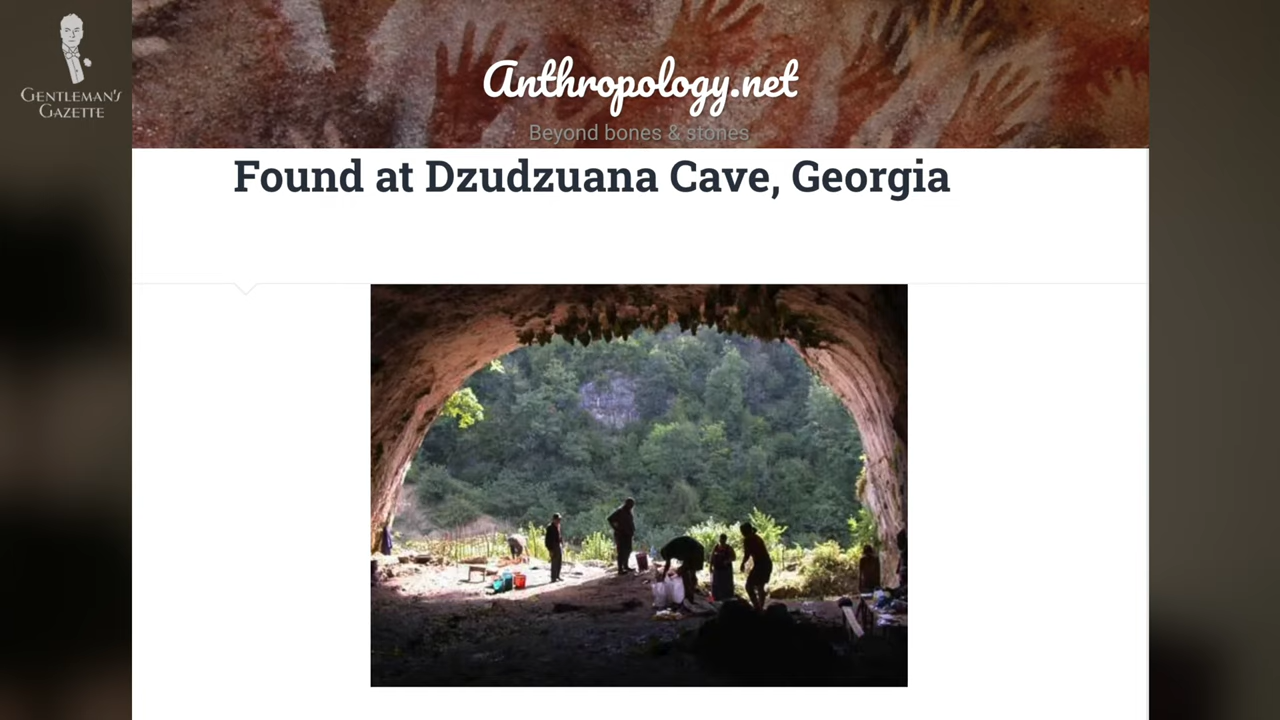 GENTLEMAN'S
GAZETTE
Anthropology.net
Beyond bones & stones
Found at Dzudzuana Cave, Georgia